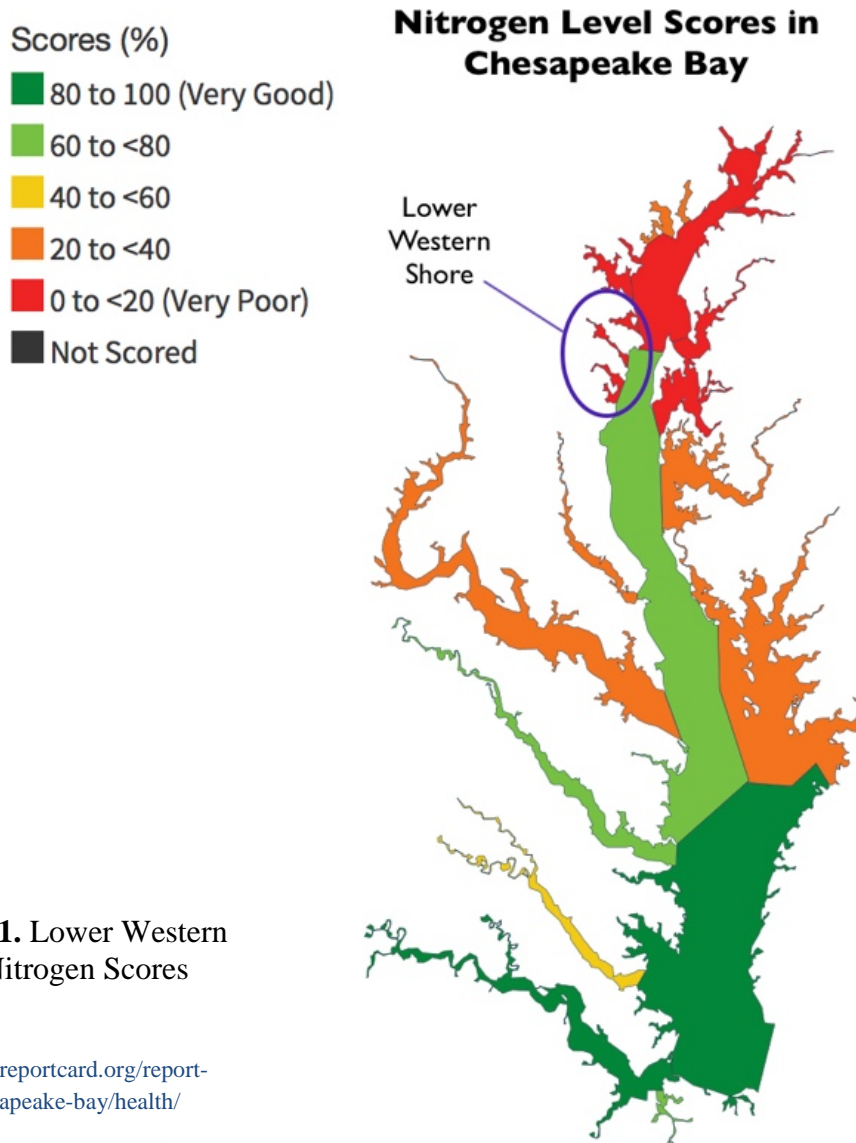 Nitrogen Level Scores in
Chesapeake Bay
Scores (%)
80 to 100 (Very Good)
60 to <80
40 to <60
20 to <40
0 to <20 (Very Poor)
Not Scored
Lower
Western
Shore
1. Lower Western
Nitrogen Scores
reportcard.org/report-
apeake-bay/health/